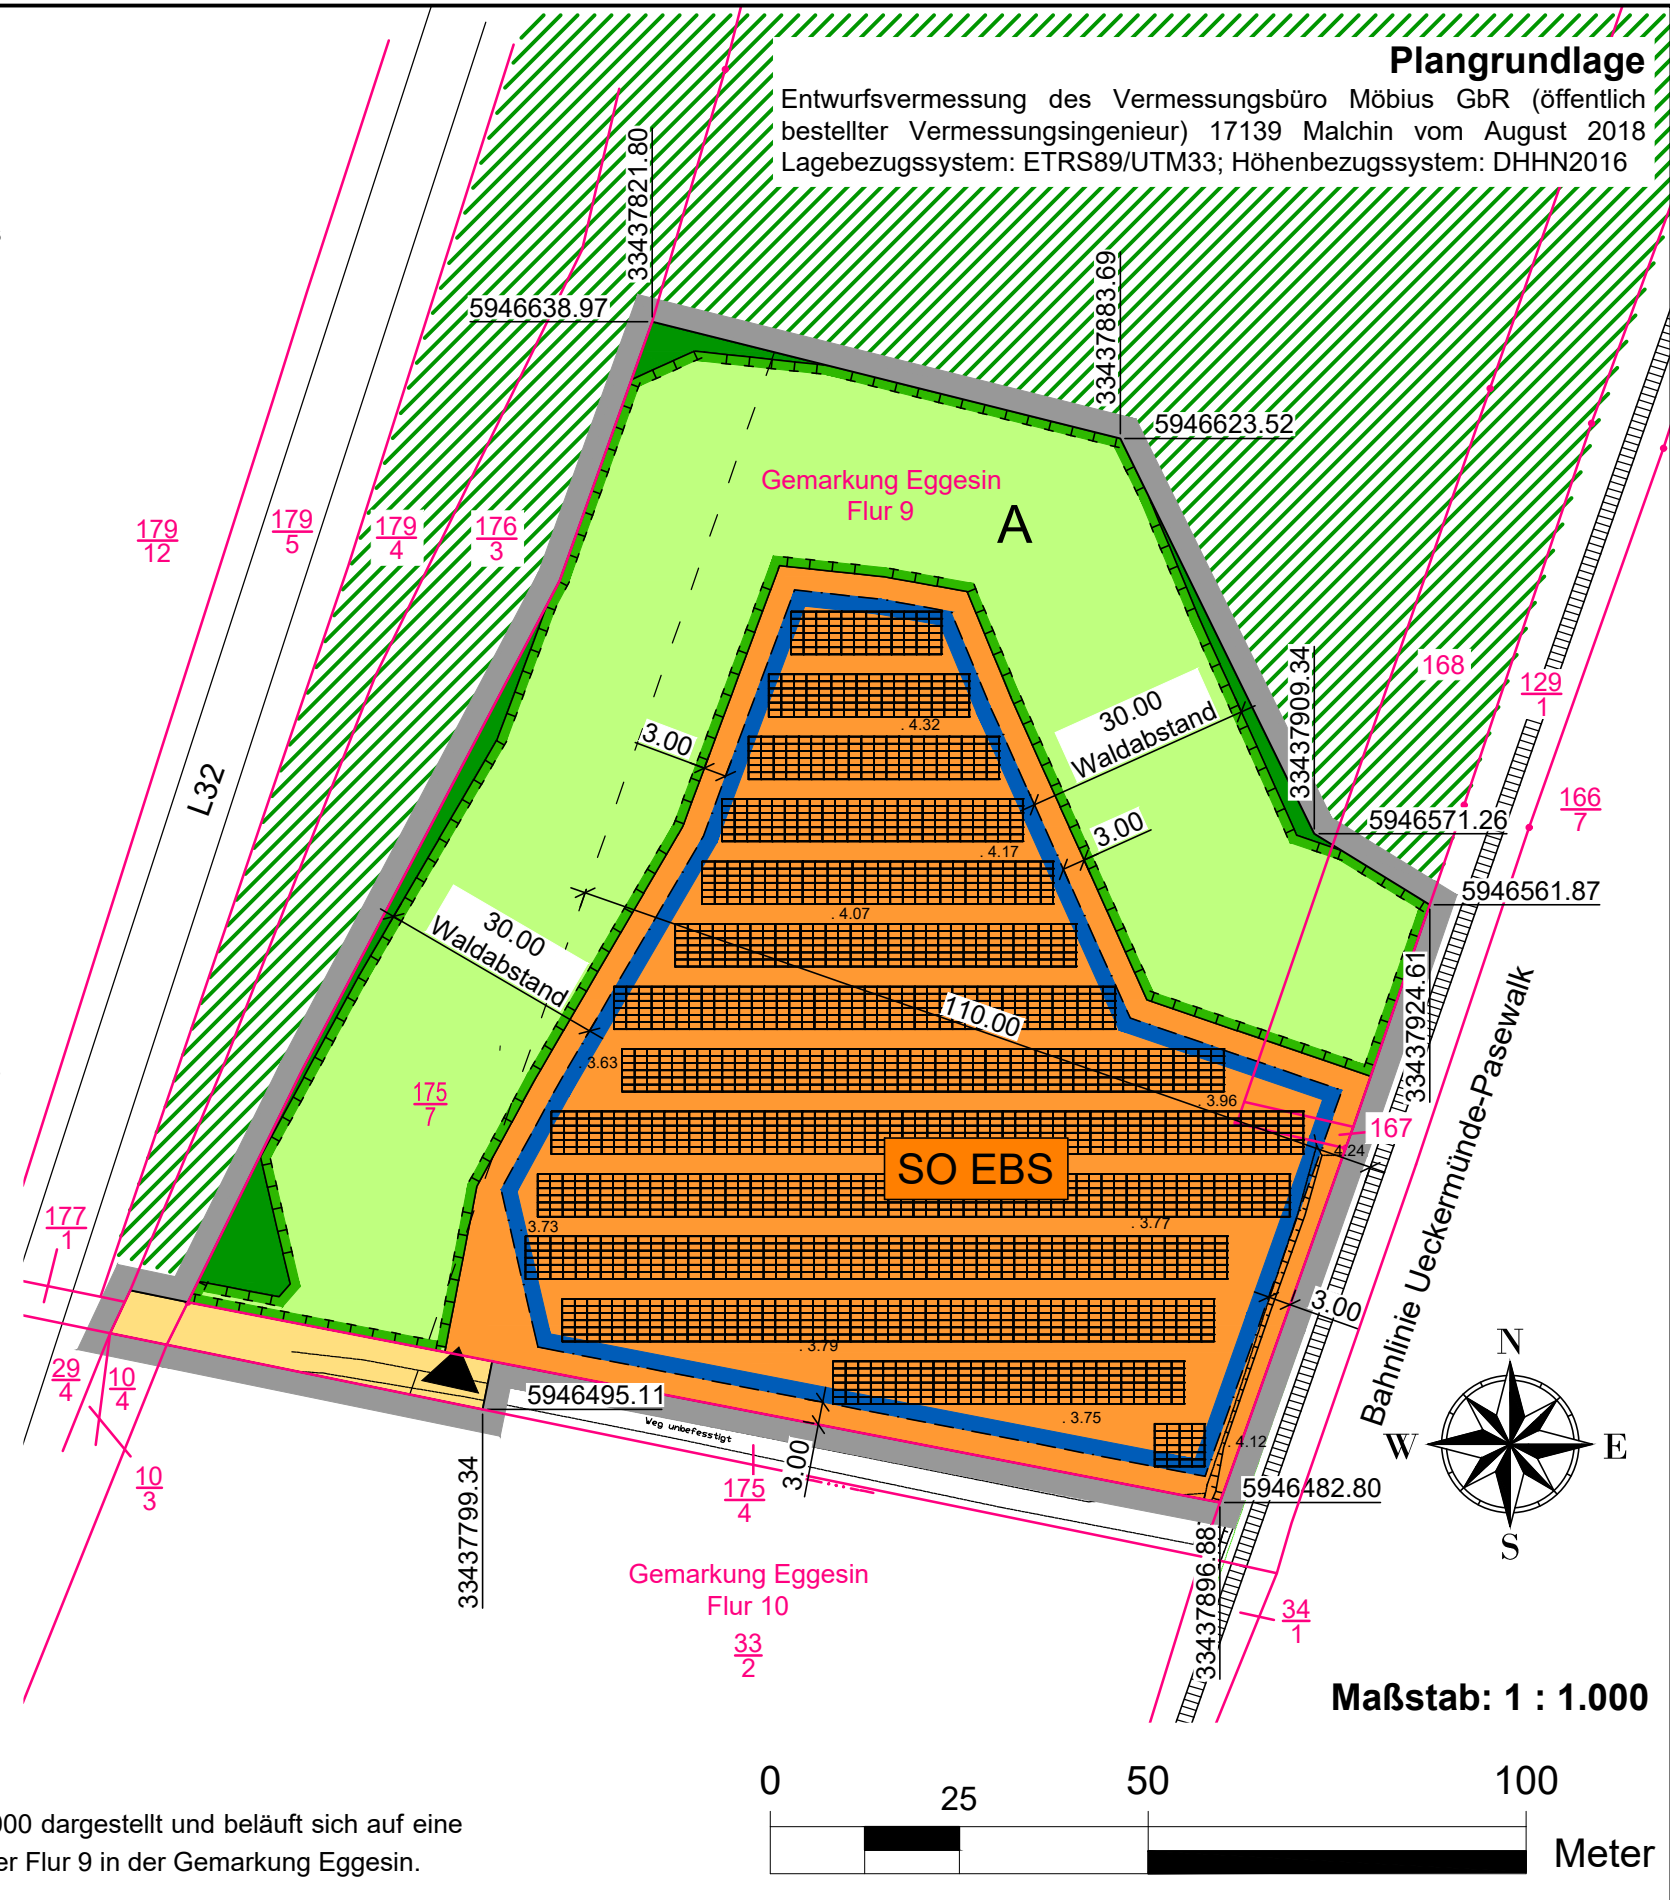 Plangrundlage
Entwurfsvermessung des Vermessungsbüro Möbius GbR (öffentlich
bestellter Vermessungsingenieur) 17139 Malchin vom August 2018
Lagebezugssystem: ETRS89/UTM33; Höhenbezugssystem: DHHN2016
33437821.80
5946638.97
33437883.69
5946623.52
Gemarkung Eggesin
Flur 9
A
179
12
179
5
179
4
176
3
168
129
1
166
7
33437909.34
5946571.26
5946561.87
33437924.61
L32
30.00
Waldabstand
3.00
. 4.32
3.00
. 4.17
. 4.07
30.00
Waldabstand
110.00
. 3.63
. 3.96
175
7
167
. 4.24
SO EBS
. 3.73
. 3.77
Bahnlinie Ueckermünde-Pasewalk
177
1
3.00
. 3.79
29
4
10
4
5946495.11
. 3.75
Weg unbefesstigt
. 4.12
3.00
10
3
175
4
5946482.80
33437799.34
33437896.88
N
W
E
S
Gemarkung Eggesin
Flur 10
33
2
34
1
Maßstab: 1 : 1.000
0
25
50
100
Meter
000 dargestellt und beläuft sich auf eine
er Flur 9 in der Gemarkung Eggesin.